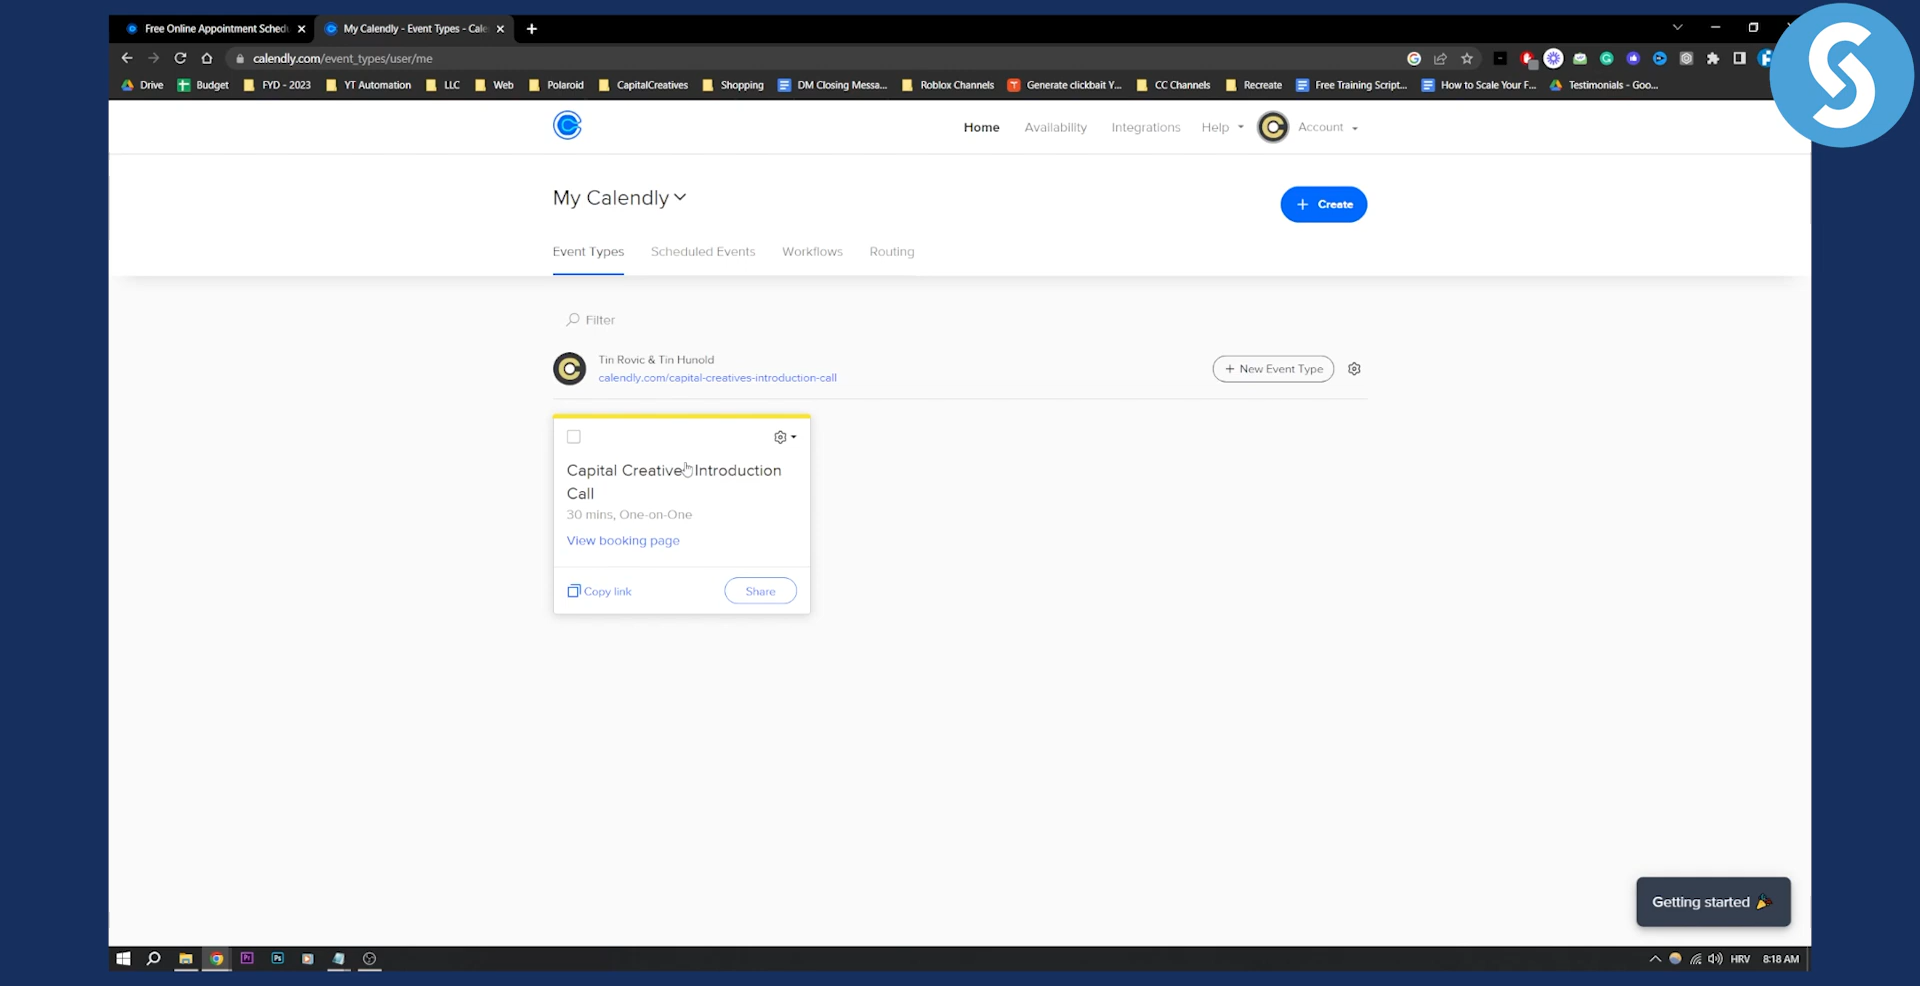 Free Online Appointment Schedu
My Calendly - Event Types - Cale
calendly.com/event_types/user/me
Drive Budget FYD - 2023 YT Automation LLC Web Polaroid CapitalCreatives Shopping DM Closing Messa... Roblox Channels Generate clickbait Y... CC Channels Recreate Free Training Script... How to Scale Your F... Testimonials - Goo...
Home Availability Integrations Help Account
My Calendly
+ Create
Event Types Scheduled Events Workflows Routing
Filter
Tin Rovic & Tin Hunold
calendly.com/capital-creatives-introduction-call
+ New Event Type
Capital Creative Introduction
Call
30 mins, One-on-One
View booking page
Copy link
Share
Getting started
Pr Ps
HRV 8:18 AM